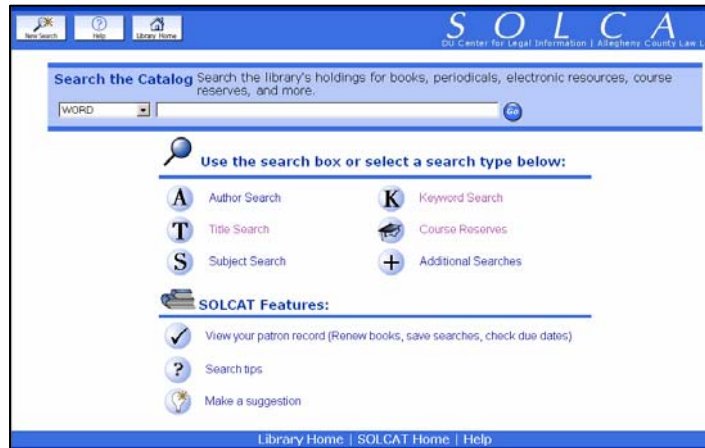 New Search
Help
Library Home
S O L C A
DU Center for Legal Information | Allegheny County Law L
Search the Catalog Search the library's holdings for books, periodicals, electronic resources, course
reserves, and more.
WORD
Go
Use the search box or select a search type below:
A Author Search
K Keyword Search
T Title Search
Course Reserves
S Subject Search
+ Additional Searches
SOLCAT Features:
View your patron record (Renew books, save searches, check due dates)
? Search tips
Make a suggestion
Library Home | SOLCAT Home | Help